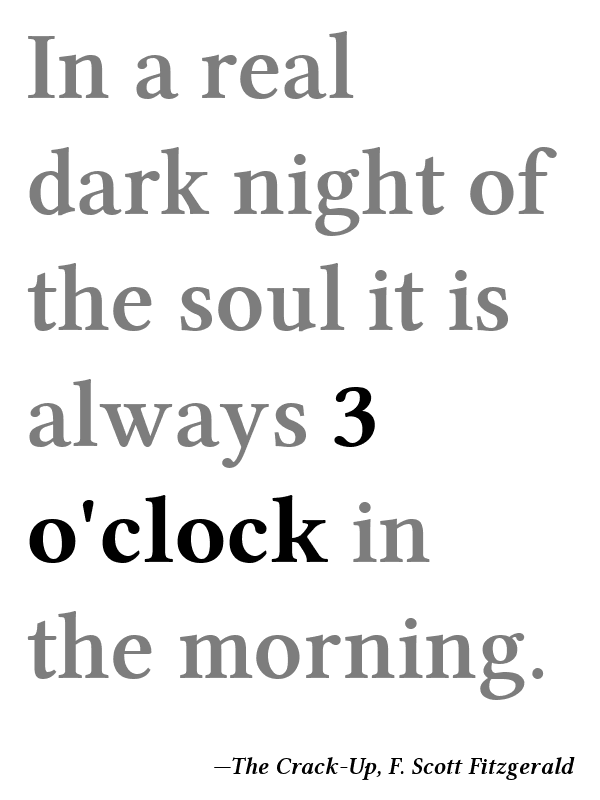 In a real
dark night of
the soul it is
always 3
o'clock in
the morning.
—The Crack-Up, F. Scott Fitzgerald